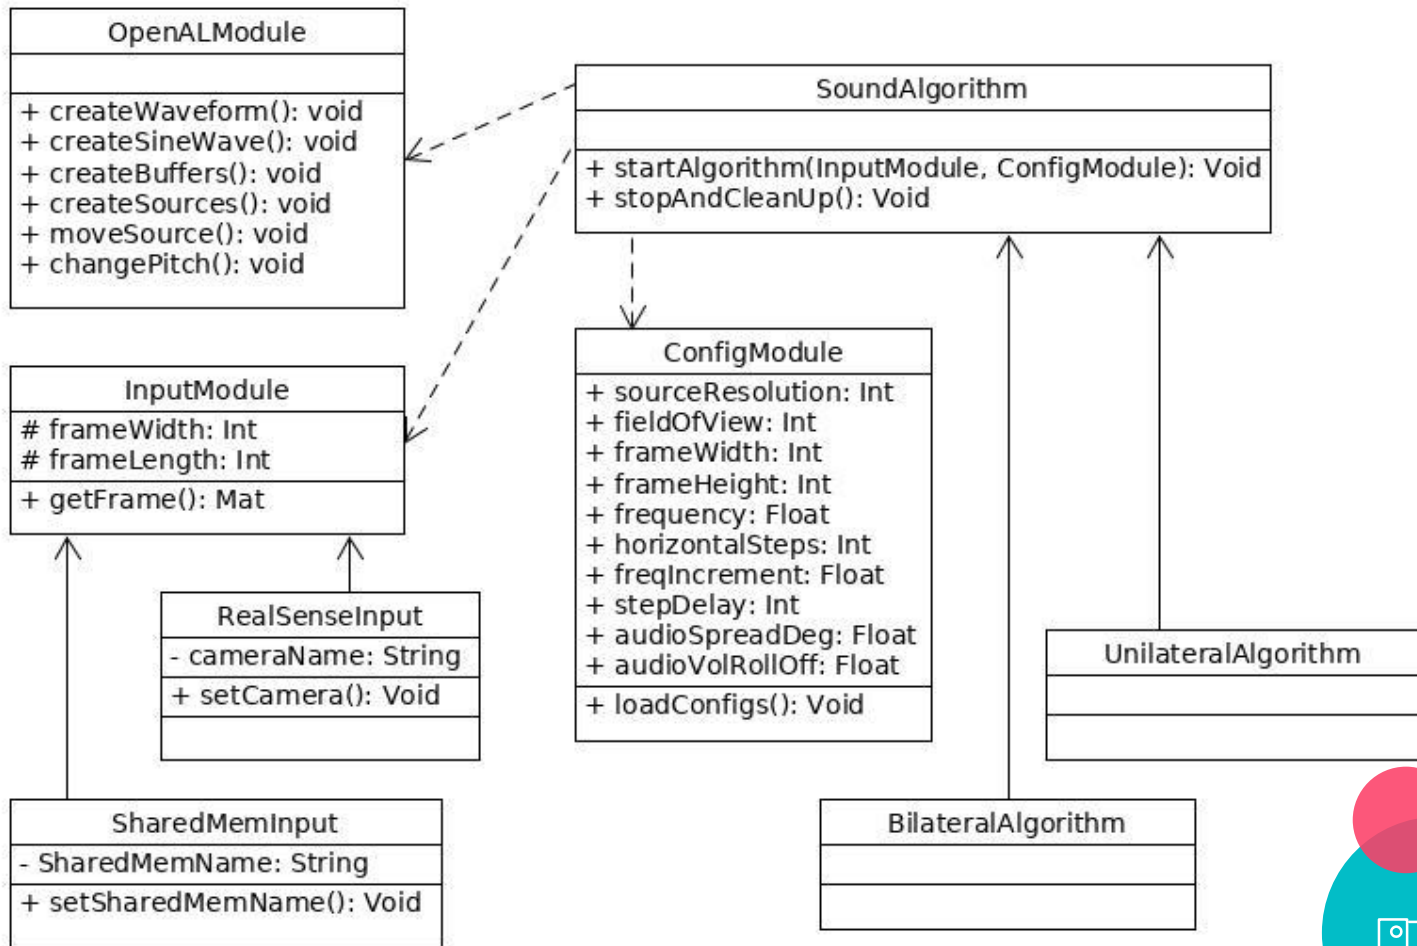 OpenALModule
+ createWaveform(): void
+ createSineWave(): void
+ createBuffers(): void
+ createSources(): void
+ moveSource(): void
+ changePitch(): void
SoundAlgorithm
+ startAlgorithm(InputModule, ConfigModule): Void
+ stopAndCleanUp(): Void
InputModule
# frameWidth: Int
# frameLength: Int
+ getFrame(): Mat
ConfigModule
+ sourceResolution: Int
+ fieldOfView: Int
+ frameWidth: Int
+ frameHeight: Int
+ frequency: Float
+ horizontalSteps: Int
+ freqIncrement: Float
+ stepDelay: Int
+ audioSpreadDeg: Float
+ audioVolRollOff: Float
+ loadConfigs(): Void
RealSenseInput
- cameraName: String
+ setCamera(): Void
UnilateralAlgorithm
SharedMemInput
- SharedMemName: String
+ setSharedMemName(): Void
BilateralAlgorithm